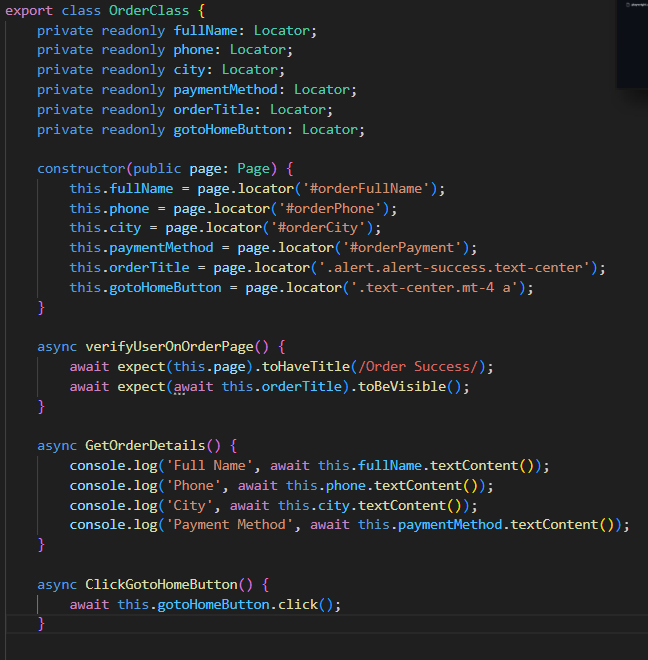 export class OrderClass {
    private readonly fullName: Locator;
    private readonly phone: Locator;
    private readonly city: Locator;
    private readonly paymentMethod: Locator;
    private readonly orderTitle: Locator;
    private readonly gotoHomeButton: Locator;

    constructor(public page: Page) {
        this.fullName = page.locator('#orderFullName');
        this.phone = page.locator('#orderPhone');
        this.city = page.locator('#orderCity');
        this.paymentMethod = page.locator('#orderPayment');
        this.orderTitle = page.locator('.alert.alert-success.text-center');
        this.gotoHomeButton = page.locator('.text-center.mt-4 a');
    }

    async verifyUserOnOrderPage() {
        await expect(this.page).toHaveTitle(/Order Success/);
        await expect(await this.orderTitle).toBeVisible();
    }

    async GetOrderDetails() {
        console.log('Full Name', await this.fullName.textContent());
        console.log('Phone', await this.phone.textContent());
        console.log('City', await this.city.textContent());
        console.log('Payment Method', await this.paymentMethod.textContent());
    }

    async ClickGotoHomeButton() {
        await this.gotoHomeButton.click();
    }